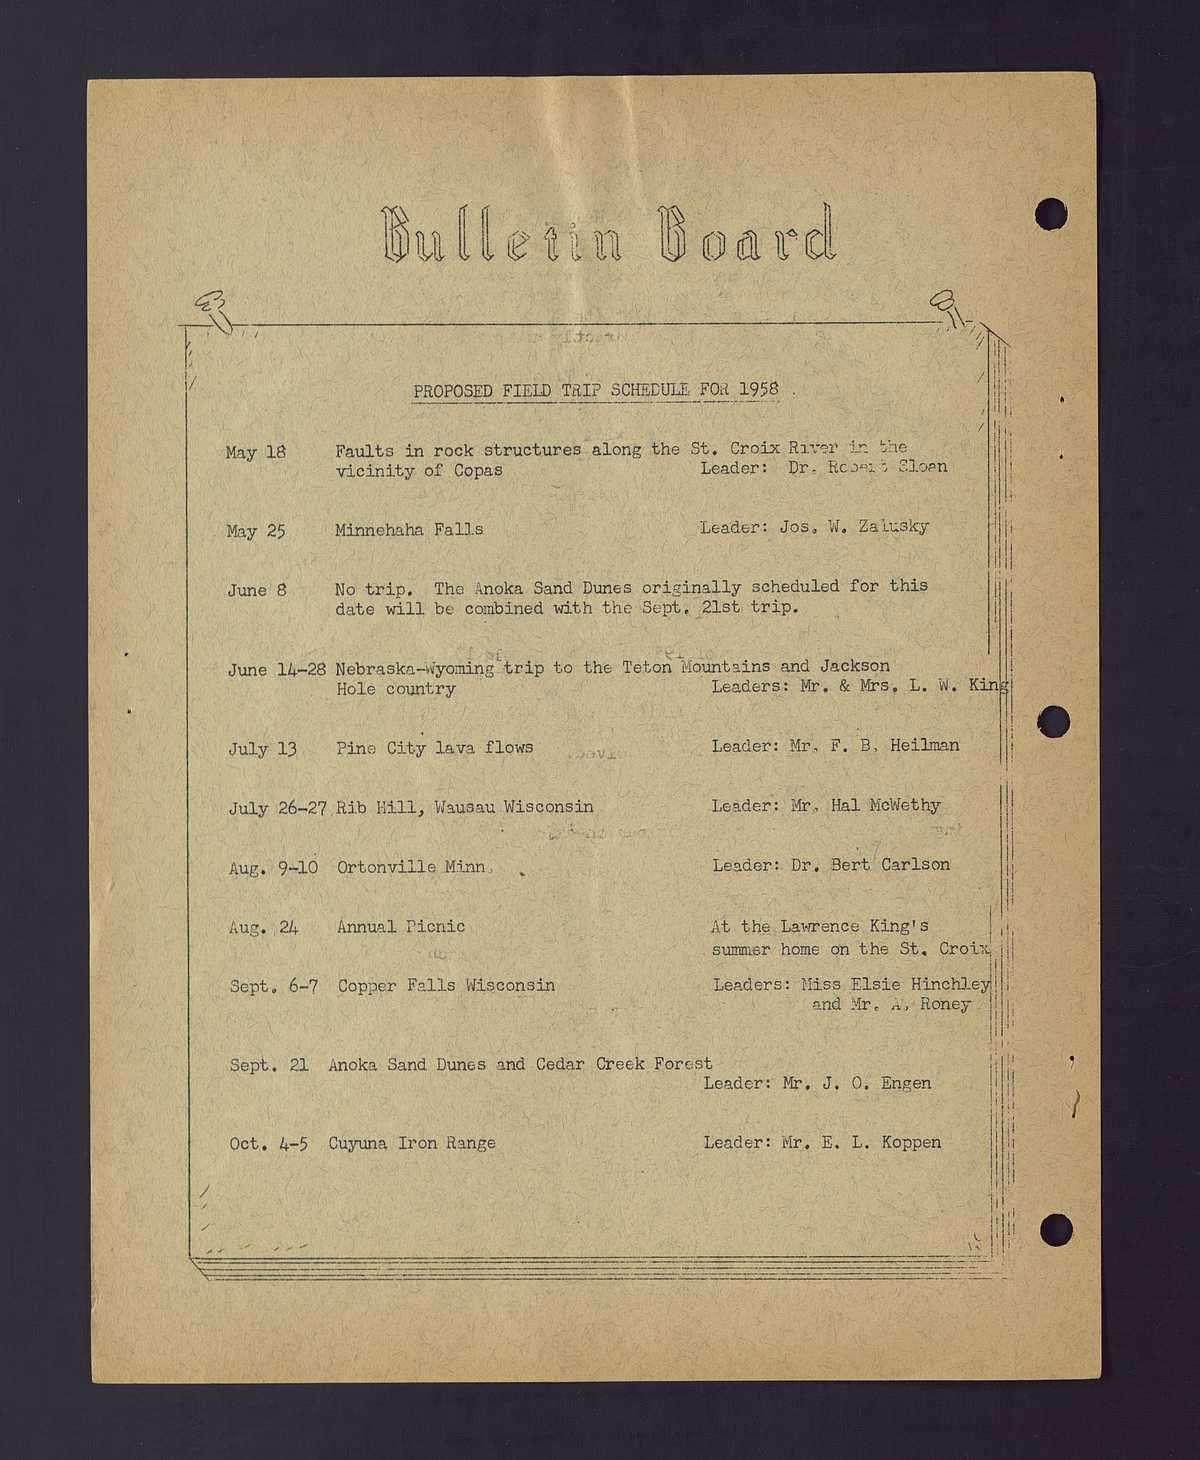 Bulletin Board
PROPOSED FIELD TRIP SCHEDULE FOR 1958
May 18 Faults in rock structures along the St. Croix River in the
vicinity of Copas Leader: Dr. Robert Sloan
May 25 Minnehaha Falls Leader: Jos. W. Zalusky
June 8 No trip. The Anoka Sand Dunes originally scheduled for this
date will be combined with the Sept. 21st trip.
June 14-28 Nebraska-Wyoming trip to the Teton Mountains and Jackson
Hole country Leaders: Mr. & Mrs. L. W. King
July 13 Pine City lava flows Leader: Mr. F. B. Heilman
July 26-27 Rib Hill, Wausau Wisconsin Leader: Mr. Hal McWethy
Aug. 9-10 Ortonville Minn. Leader: Dr. Bert Carlson
Aug. 24 Annual Picnic At the Lawrence King's
summer home on the St. Croix
Sept. 6-7 Copper Falls Wisconsin Leaders: Miss Elsie Hinchley
and Mr. A. Roney
Sept. 21 Anoka Sand Dunes and Cedar Creek Forest
Leader: Mr. J. O. Engen
Oct. 4-5 Cuyuna Iron Range Leader: Mr. E. L. Koppen